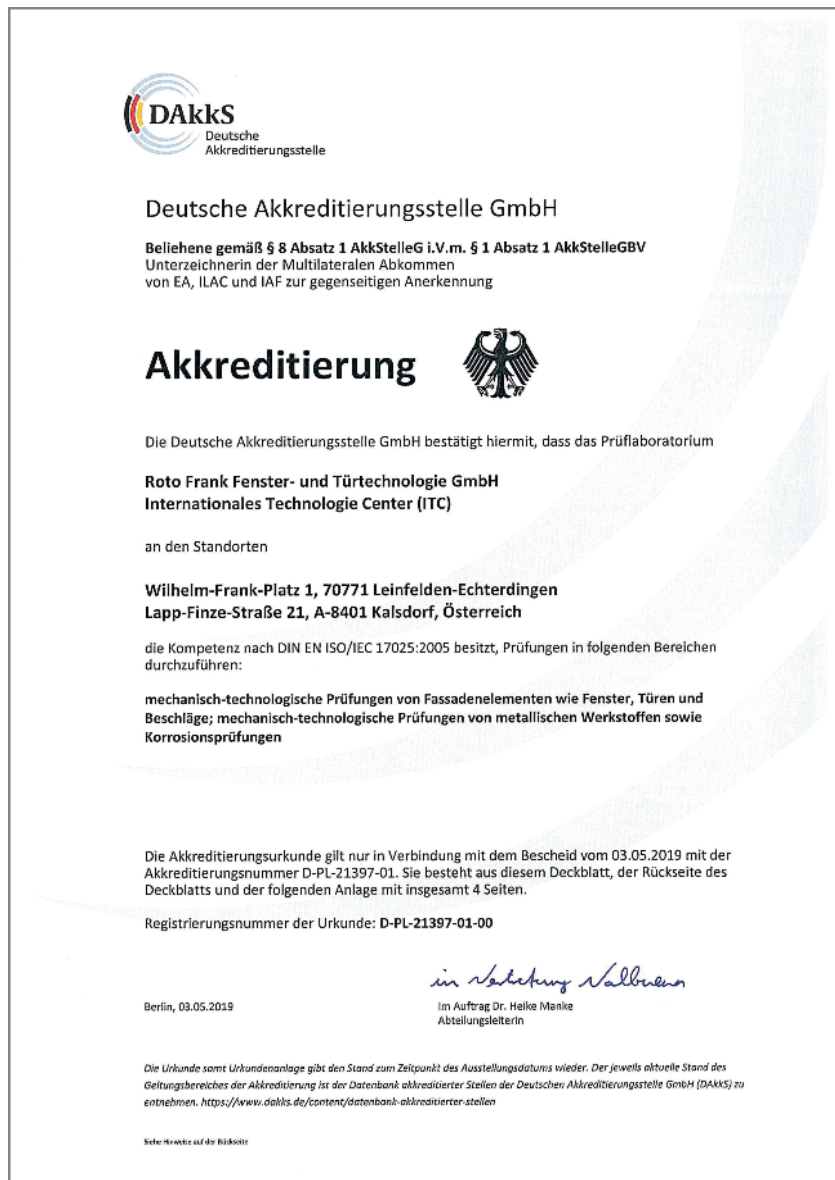 DAkkS
Deutsche
Akkreditierungsstelle
Deutsche Akkreditierungsstelle GmbH
Beliehene gemäß § 8 Absatz 1 AkkStelleG i.V.m. § 1 Absatz 1 AkkStelleGBV
Unterzeichnerin der Multilateralen Abkommen
von EA, ILAC und IAF zur gegenseitigen Anerkennung
Akkreditierung
Die Deutsche Akkreditierungsstelle GmbH bestätigt hiermit, dass das Prüflaboratorium
Roto Frank Fenster- und Türtechnologie GmbH
Internationales Technologie Center (ITC)
an den Standorten
Wilhelm-Frank-Platz 1, 70771 Leinfelden-Echterdingen
Lapp-Finze-Straße 21, A-8401 Kalsdorf, Österreich
die Kompetenz nach DIN EN ISO/IEC 17025:2005 besitzt, Prüfungen in folgenden Bereichen
durchzuführen:
mechanisch-technologische Prüfungen von Fassadenelementen wie Fenster, Türen und
Beschläge; mechanisch-technologische Prüfungen von metallischen Werkstoffen sowie
Korrosionsprüfungen
Die Akkreditierungsurkunde gilt nur in Verbindung mit dem Bescheid vom 03.05.2019 mit der
Akkreditierungsnummer D-PL-21397-01. Sie besteht aus diesem Deckblatt, der Rückseite des
Deckblatts und der folgenden Anlage mit insgesamt 4 Seiten.
Registrierungsnummer der Urkunde: D-PL-21397-01-00
in Vertretung
Berlin, 03.05.2019
Im Auftrag Dr. Heike Manke
Abteilungsleiterin
Die Urkunde samt Urkundenanlage gibt den Stand zum Zeitpunkt des Ausstellungsdatums wieder. Der jeweils aktuelle Stand des
Geltungsbereiches der Akkreditierung ist der Datenbank akkreditierter Stellen der Deutschen Akkreditierungsstelle GmbH (DAkkS) zu
entnehmen. https://www.dakks.de/content/datenbank-akkreditierter-stellen
Siehe Hinweise auf der Rückseite